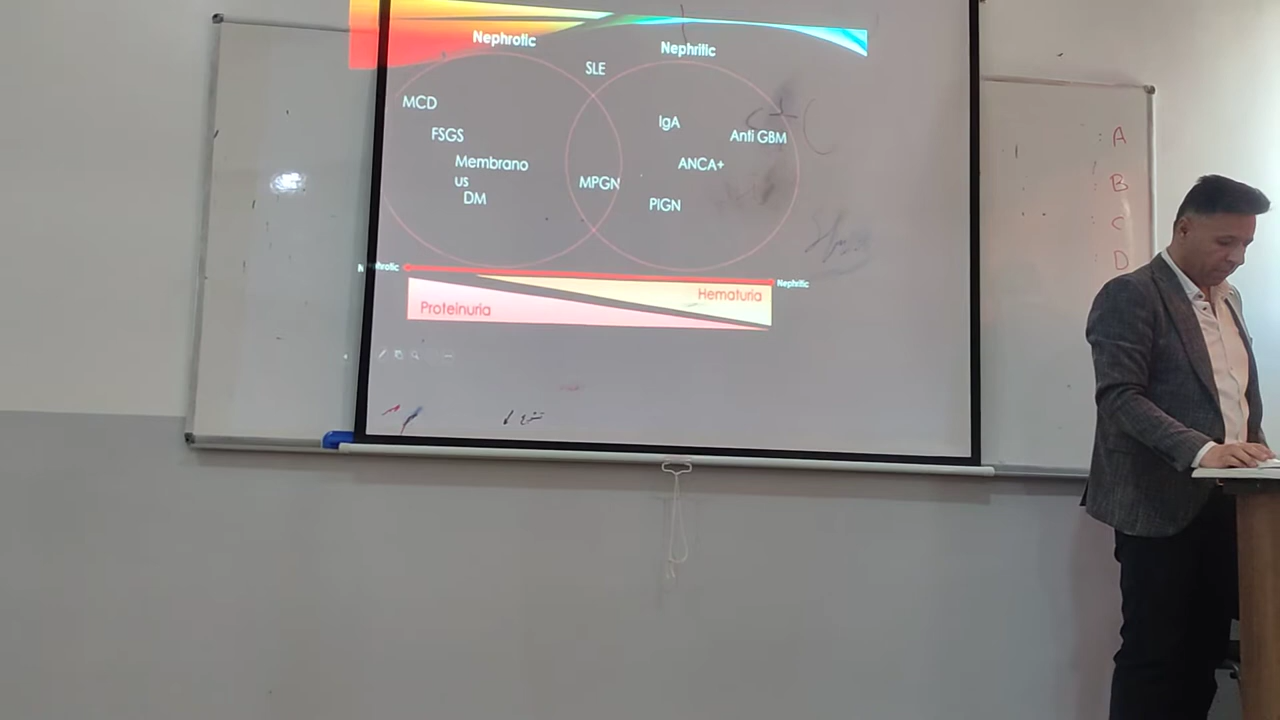 Nephrotic
Nephritic
SLE
MCD
IgA
FSGS
Anti GBM
Membrano
us
ANCA+
DM
MPGN
PIGN
Nephrotic
Nephritic
Hematuria
Proteinuria
A
B
C
D